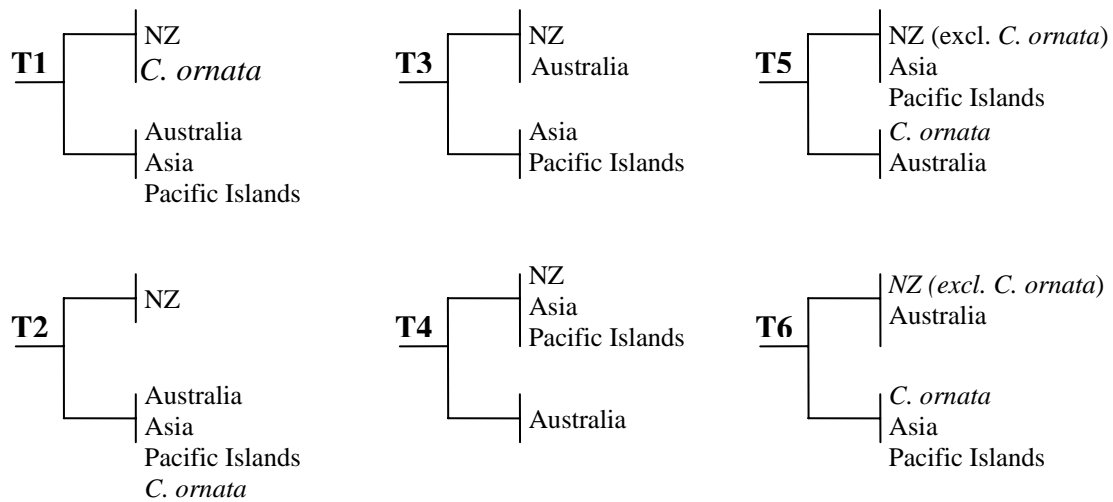 T1
NZ
C. ornata
Australia
Asia
Pacific Islands
T3
NZ
Australia
Asia
Pacific Islands
T5
NZ (excl. C. ornata)
Asia
Pacific Islands
C. ornata
Australia
T2
NZ
Australia
Asia
Pacific Islands
C. ornata
T4
NZ
Asia
Pacific Islands
Australia
T6
NZ (excl. C. ornata)
Australia
C. ornata
Asia
Pacific Islands